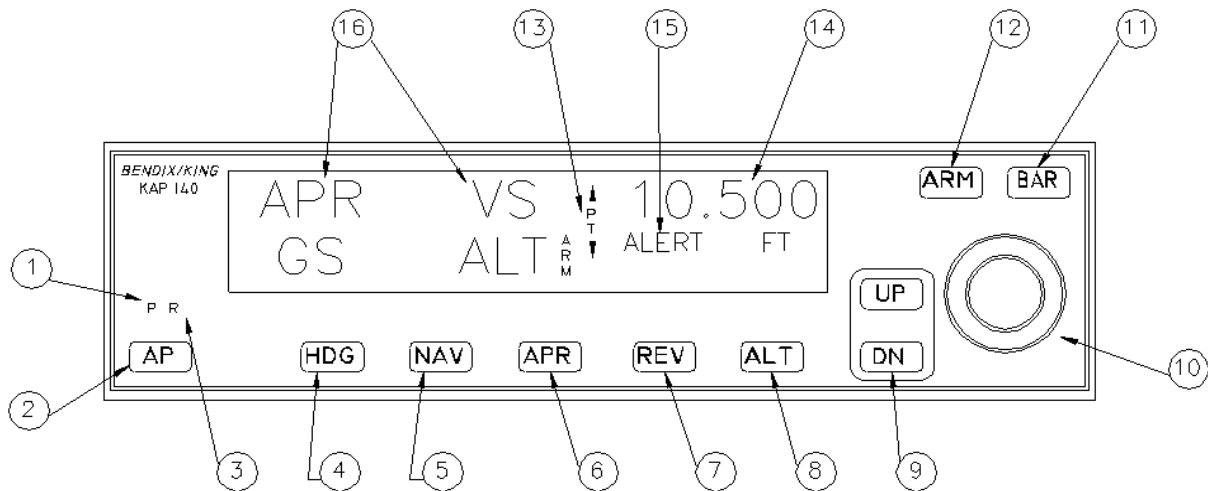 16 13 15 14 12 11
BENDIX/KING
KAP 140
APR VS PT 10.500 ARM BAR
GS ALT ARM ALERT FT
1
P R
UP
AP HDG NAV APR REV ALT DN
10
2
3 4 5 6 7 8 9